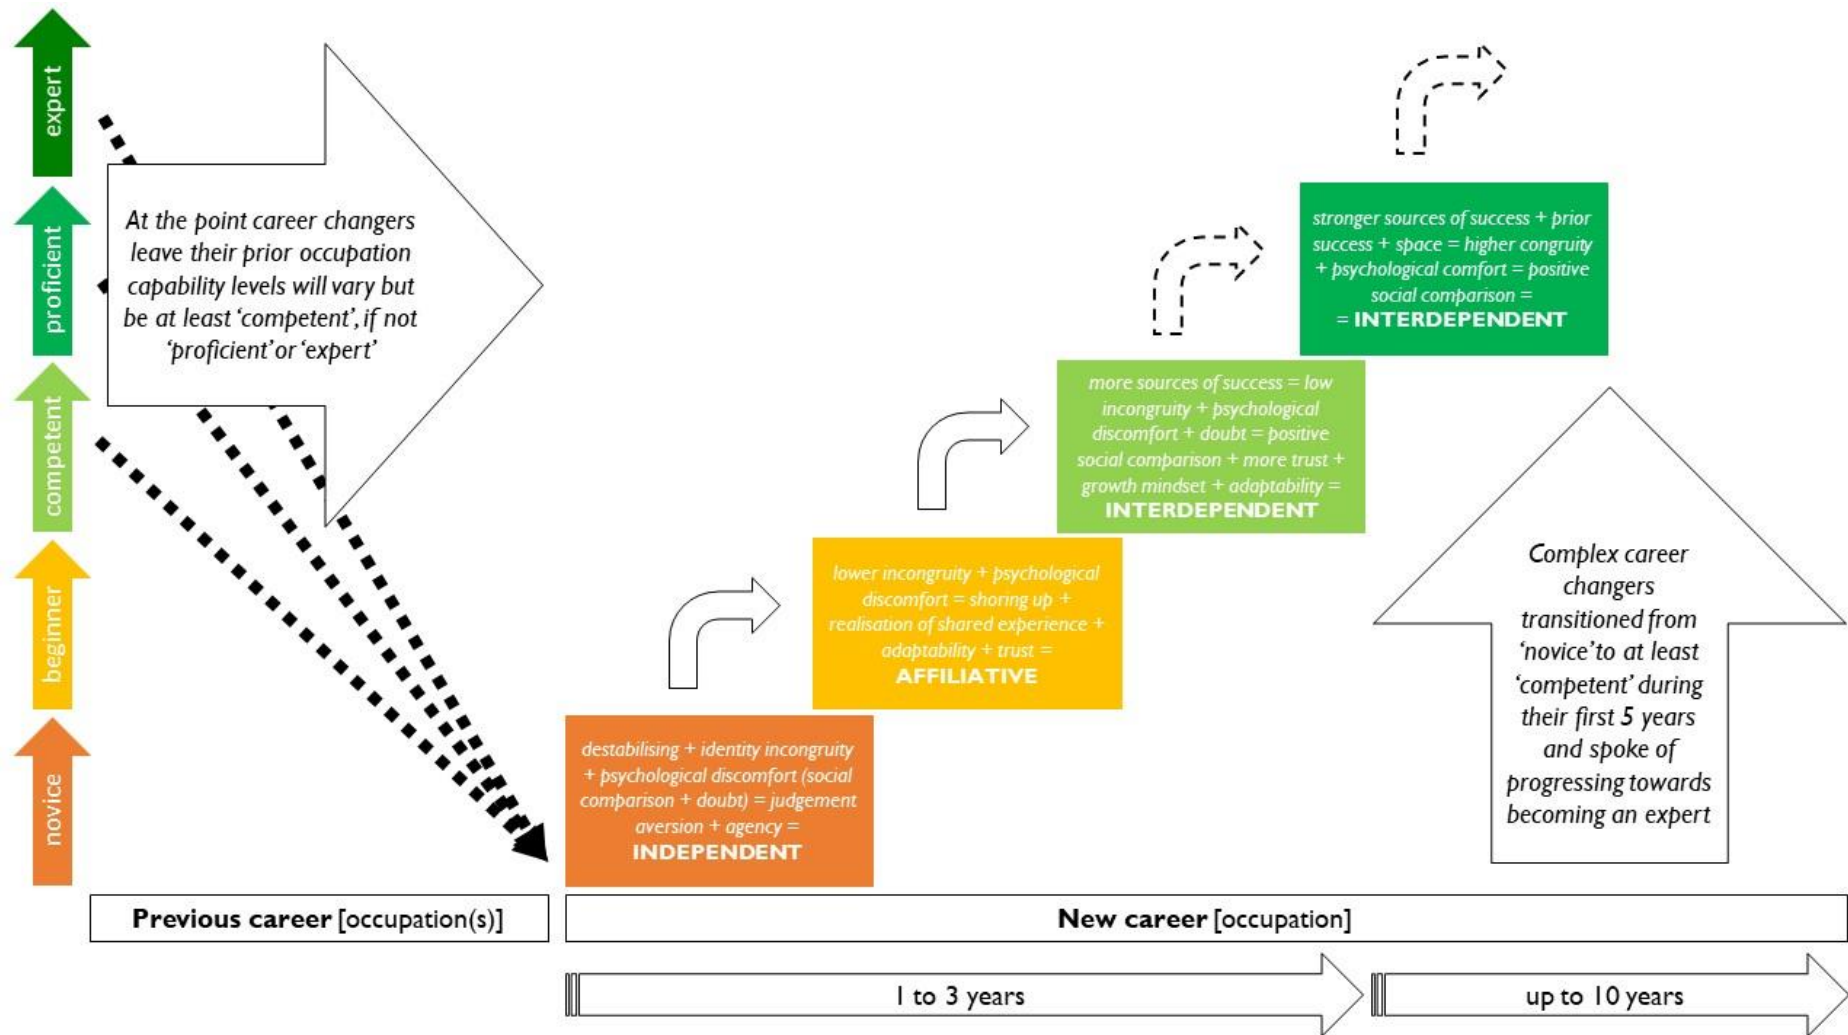 expert
proficient
competent
beginner
novice
At the point career changers
leave their prior occupation
capability levels will vary but
be at least ‘competent’, if not
‘proficient’ or ‘expert’
stronger sources of success + prior
success + space = higher congruity
+ psychological comfort = positive
social comparison =
= INTERDEPENDENT
more sources of success = low
incongruity + psychological
discomfort + doubt = positive
social comparison + more trust +
growth mindset + adaptability =
INTERDEPENDENT
lower incongruity + psychological
discomfort = shoring up +
realisation of shared experience +
adaptability + trust =
AFFILIATIVE
destabilising + identity incongruity
+ psychological discomfort (social
comparison + doubt) = judgement
aversion + agency =
INDEPENDENT
Complex career
changers
transitioned from
‘novice’ to at least
‘competent’ during
their first 5 years
and spoke of
progressing towards
becoming an expert
Previous career [occupation(s)]
New career [occupation]
1 to 3 years
up to 10 years